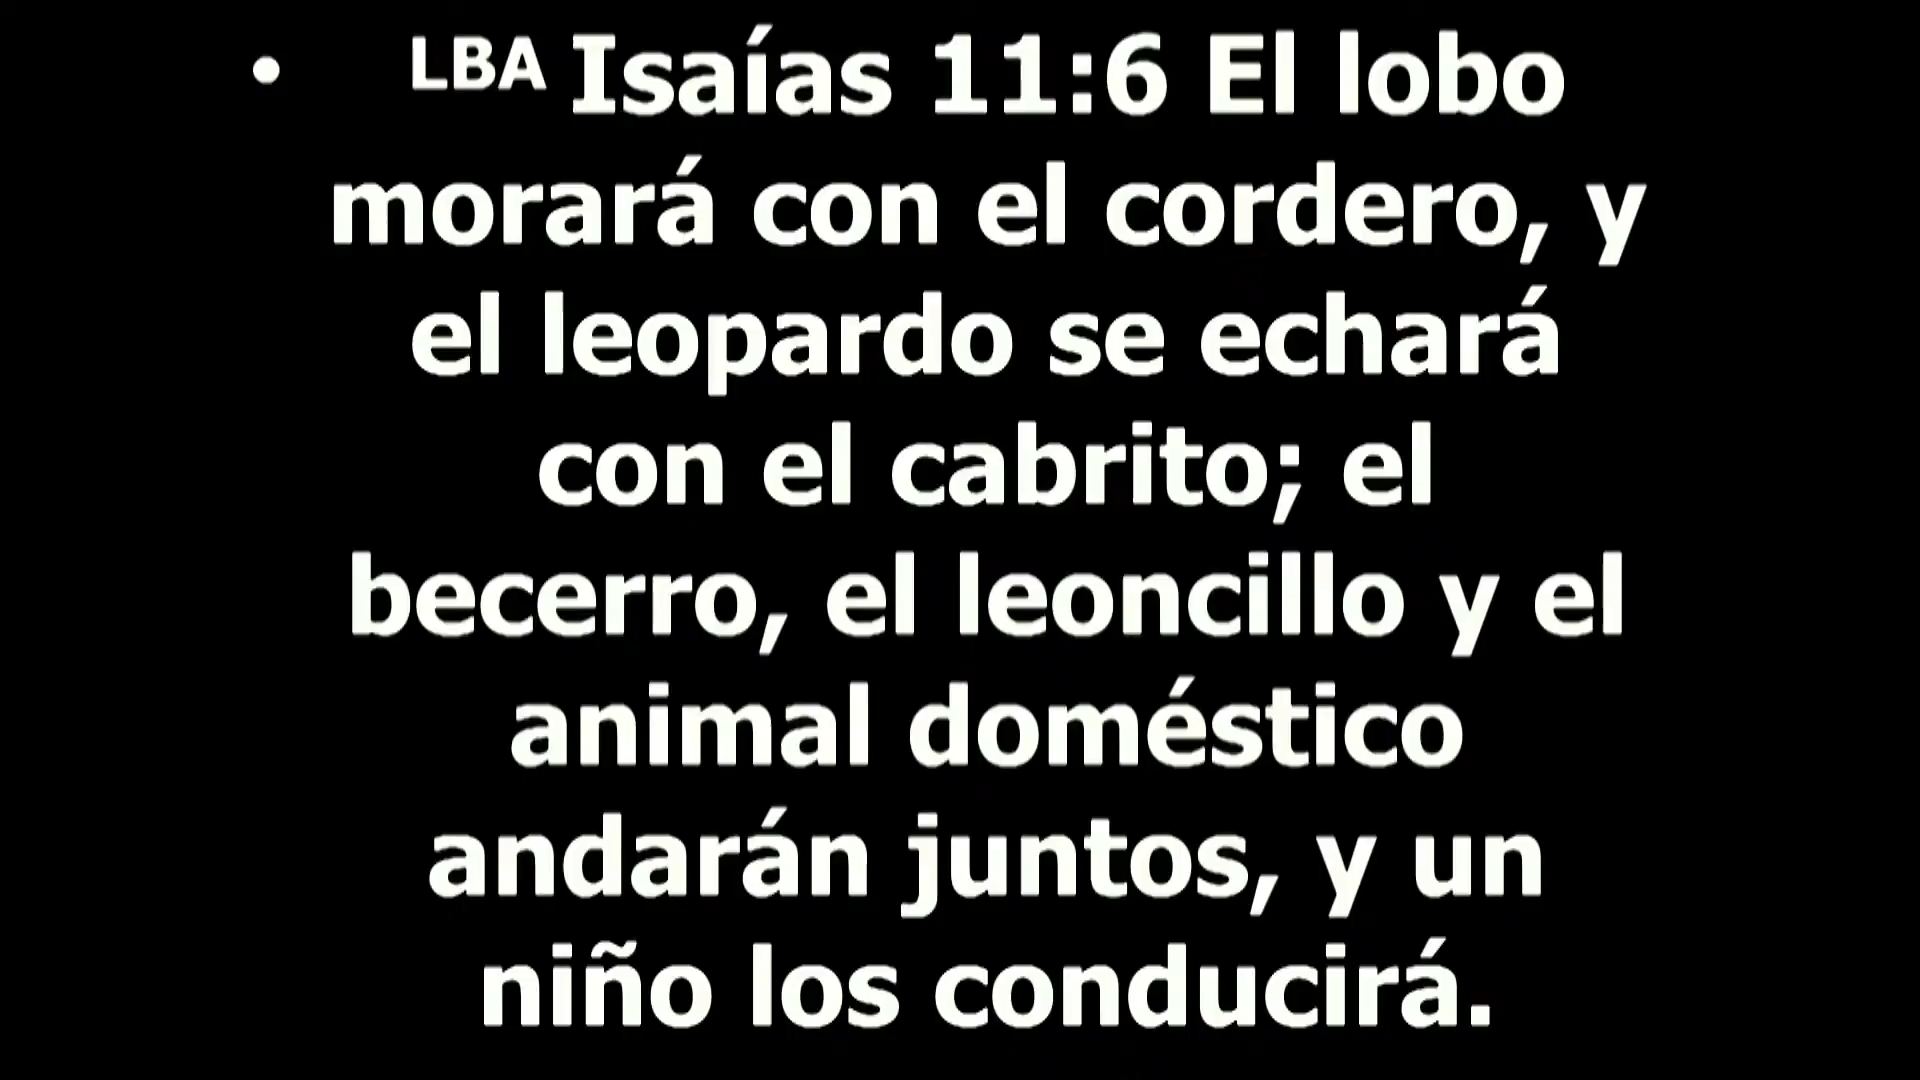 • LBA Isaías 11:6 El lobo
morará con el cordero, y
el leopardo se echará
con el cabrito; el
becerro, el leoncillo y el
animal doméstico
andarán juntos, y un
niño los conducirá.